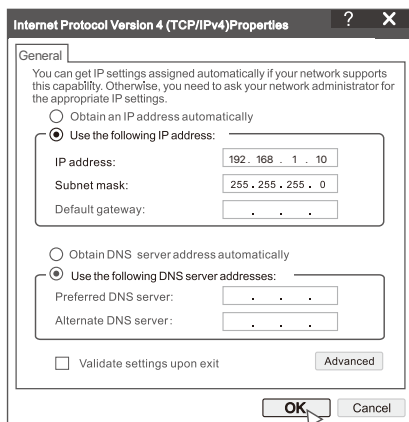 Internet Protocol Version 4 (TCP/IPv4)Properties ? X
General
You can get IP settings assigned automatically if your network supports
this capability. Otherwise, you need to ask your network administrator for
the appropriate IP settings.
Obtain an IP address automatically
Use the following IP address:
IP address: 192. 168 . 1 . 10
Subnet mask: 255 . 255 . 255 . 0
Default gateway: . . .
Obtain DNS server address automatically
Use the following DNS server addresses:
Preferred DNS server: . . .
Alternate DNS server: . . .
Validate settings upon exit Advanced
OK Cancel